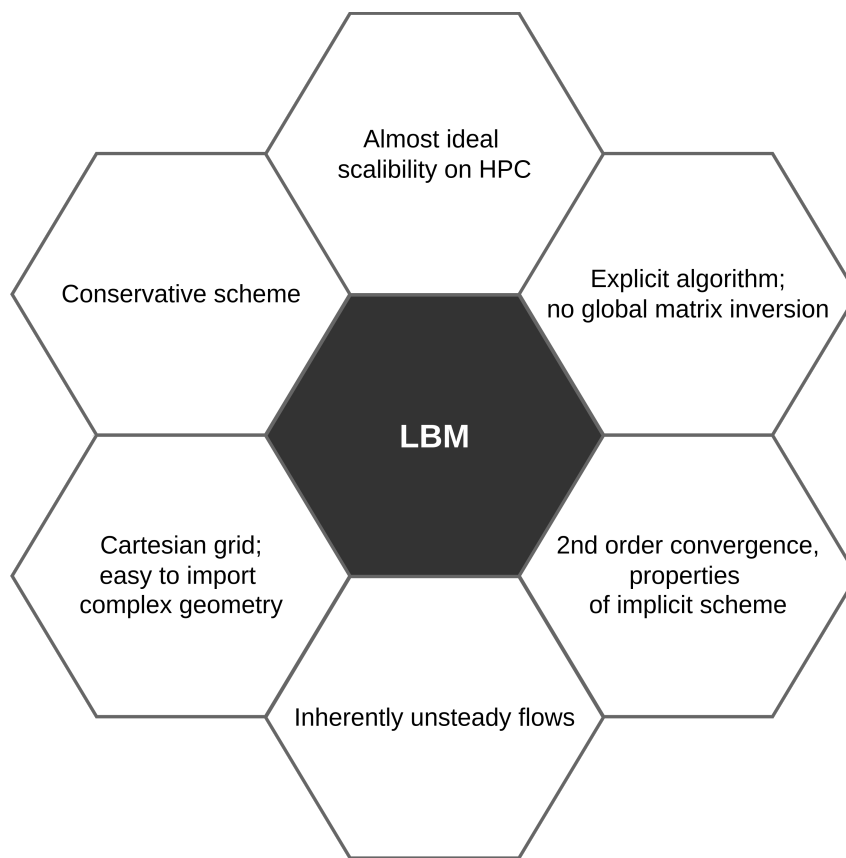 Almost ideal
scalibility on HPC
Conservative scheme
Explicit algorithm;
no global matrix inversion
LBM
Cartesian grid;
easy to import
complex geometry
2nd order convergence,
properties
of implicit scheme
Inherently unsteady flows